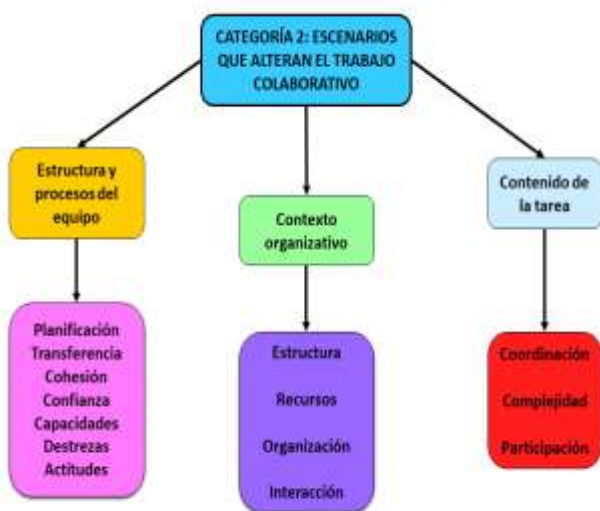 CATEGORÍA 2: ESCENARIOS
QUE ALTERAN EL TRABAJO
COLABORATIVO
Estructura y
procesos del
equipo
Contexto
organizativo
Contenido de
la tarea
Planificación
Transferencia
Cohesión
Confianza
Capacidades
Destrezas
Actitudes
Estructura
Recursos
Organización
Interacción
Coordinación
Complejidad
Participación